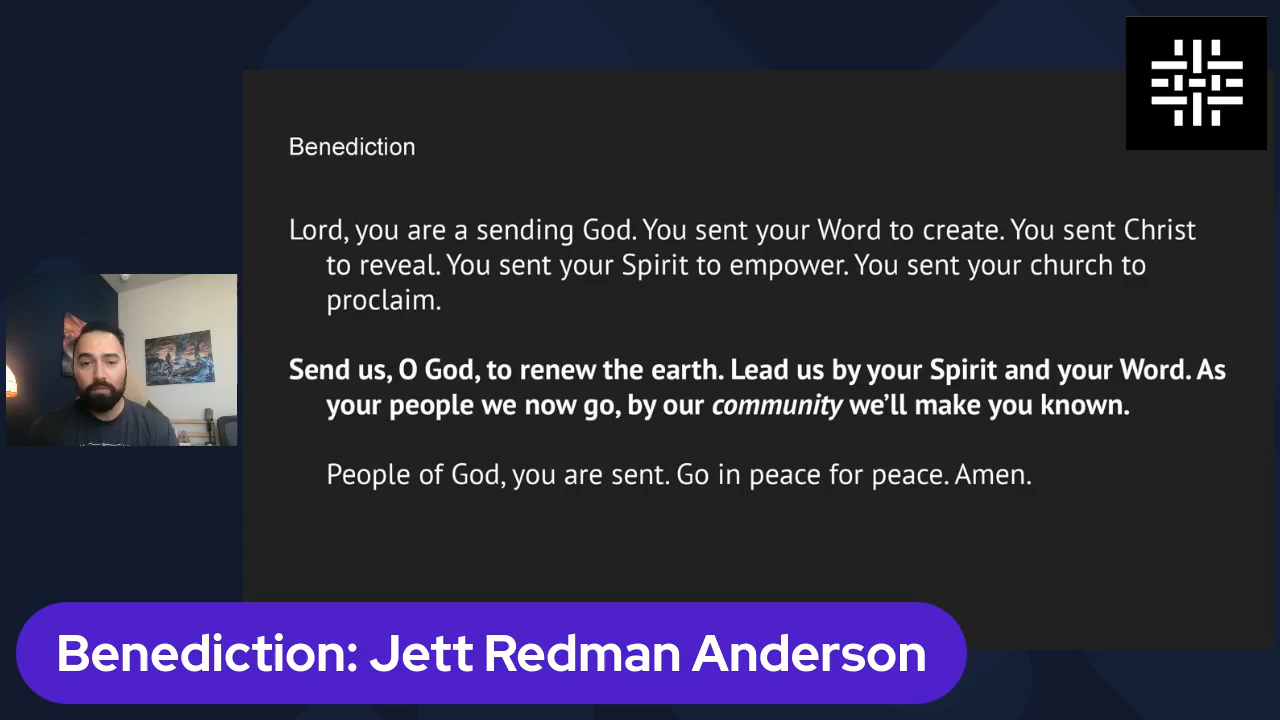 Benediction
Lord, you are a sending God. You sent your Word to create. You sent Christ
to reveal. You sent your Spirit to empower. You sent your church to
proclaim.
Send us, O God, to renew the earth. Lead us by your Spirit and your Word. As
your people we now go, by our community we’ll make you known.
People of God, you are sent. Go in peace for peace. Amen.
Benediction: Jett Redman Anderson